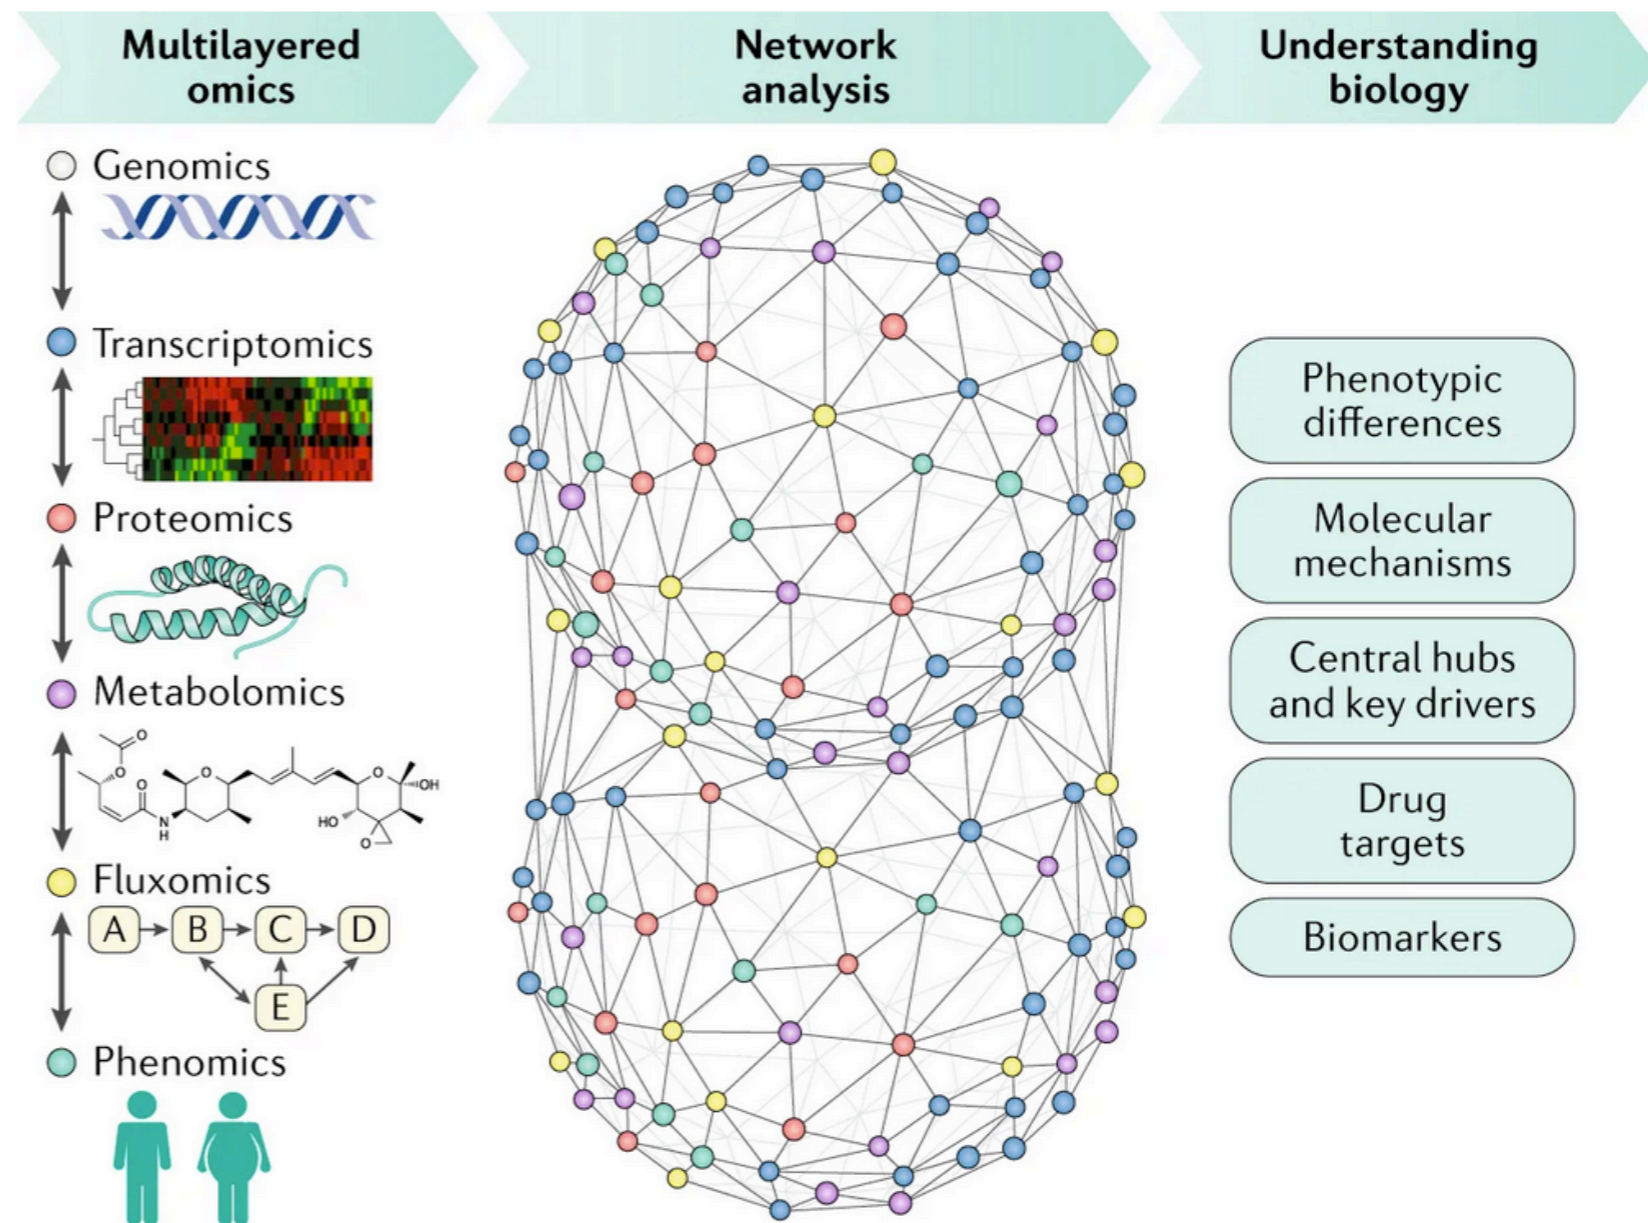 Multilayered
omics
Network
analysis
Understanding
biology
Genomics
Transcriptomics
Proteomics
Metabolomics
O
O
O
N
H
O
O
OH
HO
O
Fluxomics
A
B
C
D
E
Phenomics
Phenotypic
differences
Molecular
mechanisms
Central hubs
and key drivers
Drug
targets
Biomarkers